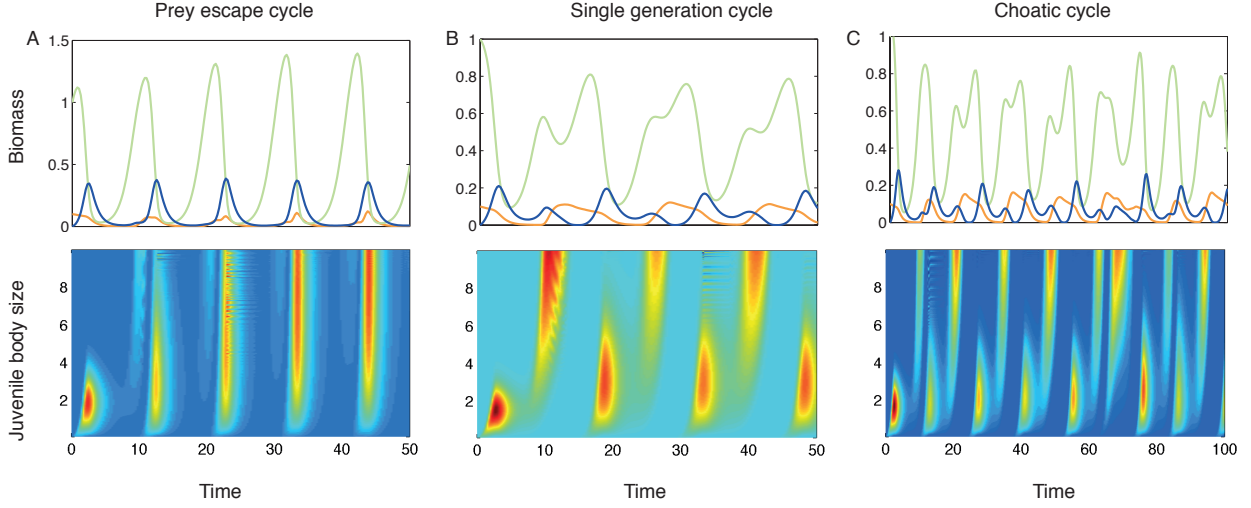 Prey escape cycle
Single generation cycle
Choatic cycle
A
B
C
Biomass
1.5
1
0.5
0
1
0.8
0.6
0.4
0.2
0
1
0.8
0.6
0.4
0.2
0
Juvenile body size
8
6
4
2
8
6
4
2
8
6
4
2
0 10 20 30 40 50
0 10 20 30 40 50
0 20 40 60 80 100
Time
Time
Time